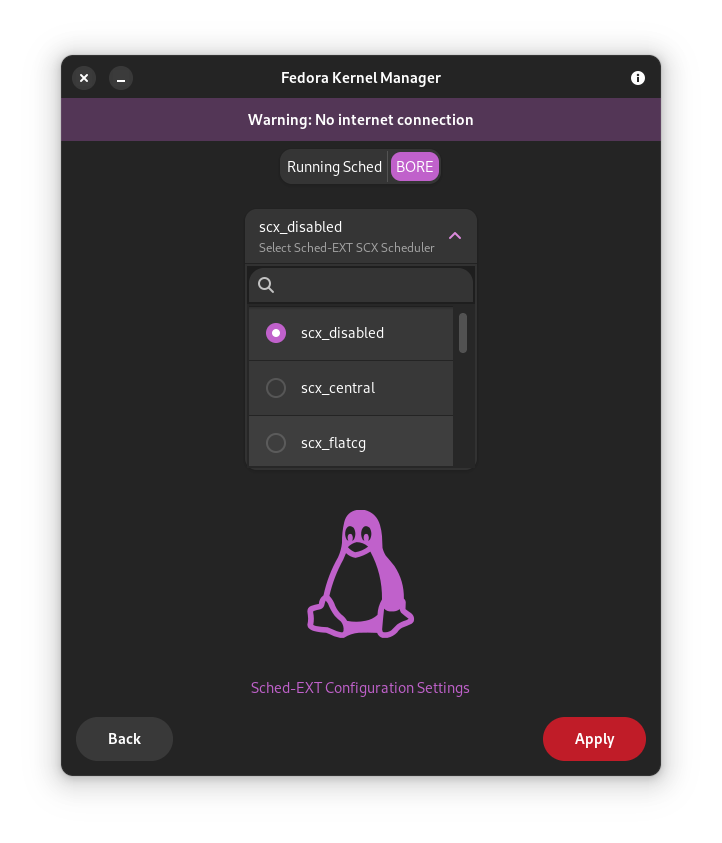 Fedora Kernel Manager
Warning: No internet connection
Running Sched BORE
scx_disabled
Select Sched-EXT SCX Scheduler
scx_disabled
scx_central
scx_flatcg
Sched-EXT Configuration Settings
Back Apply